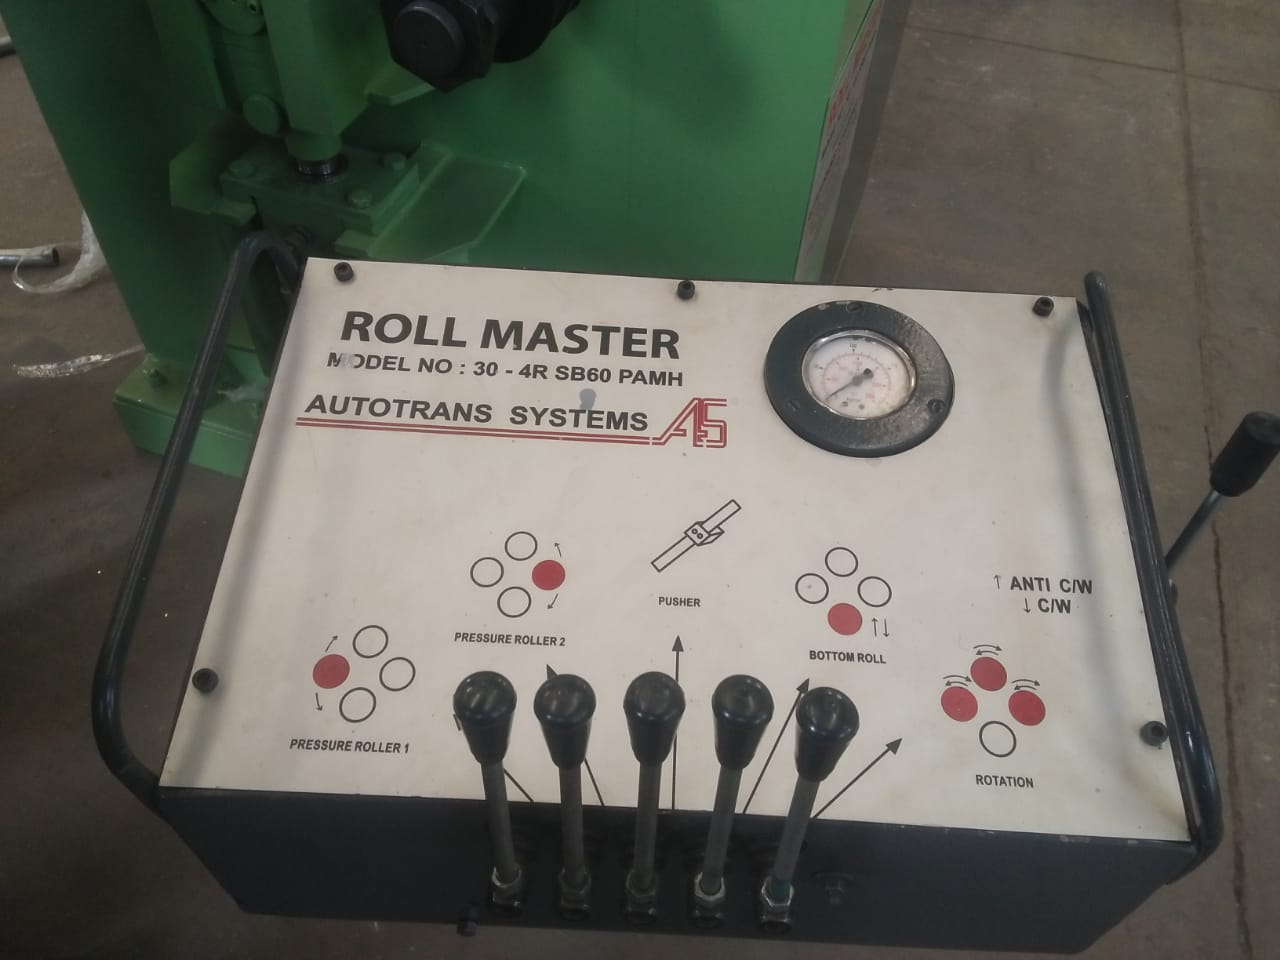 ROLL MASTER
MODEL NO : 30 - 4R SB60 PAMH
AUTOTRANS SYSTEMS AS
PUSHER
PRESSURE ROLLER 2
↑ ANTI C/W
↓ C/W
BOTTOM ROLL
PRESSURE ROLLER 1
ROTATION